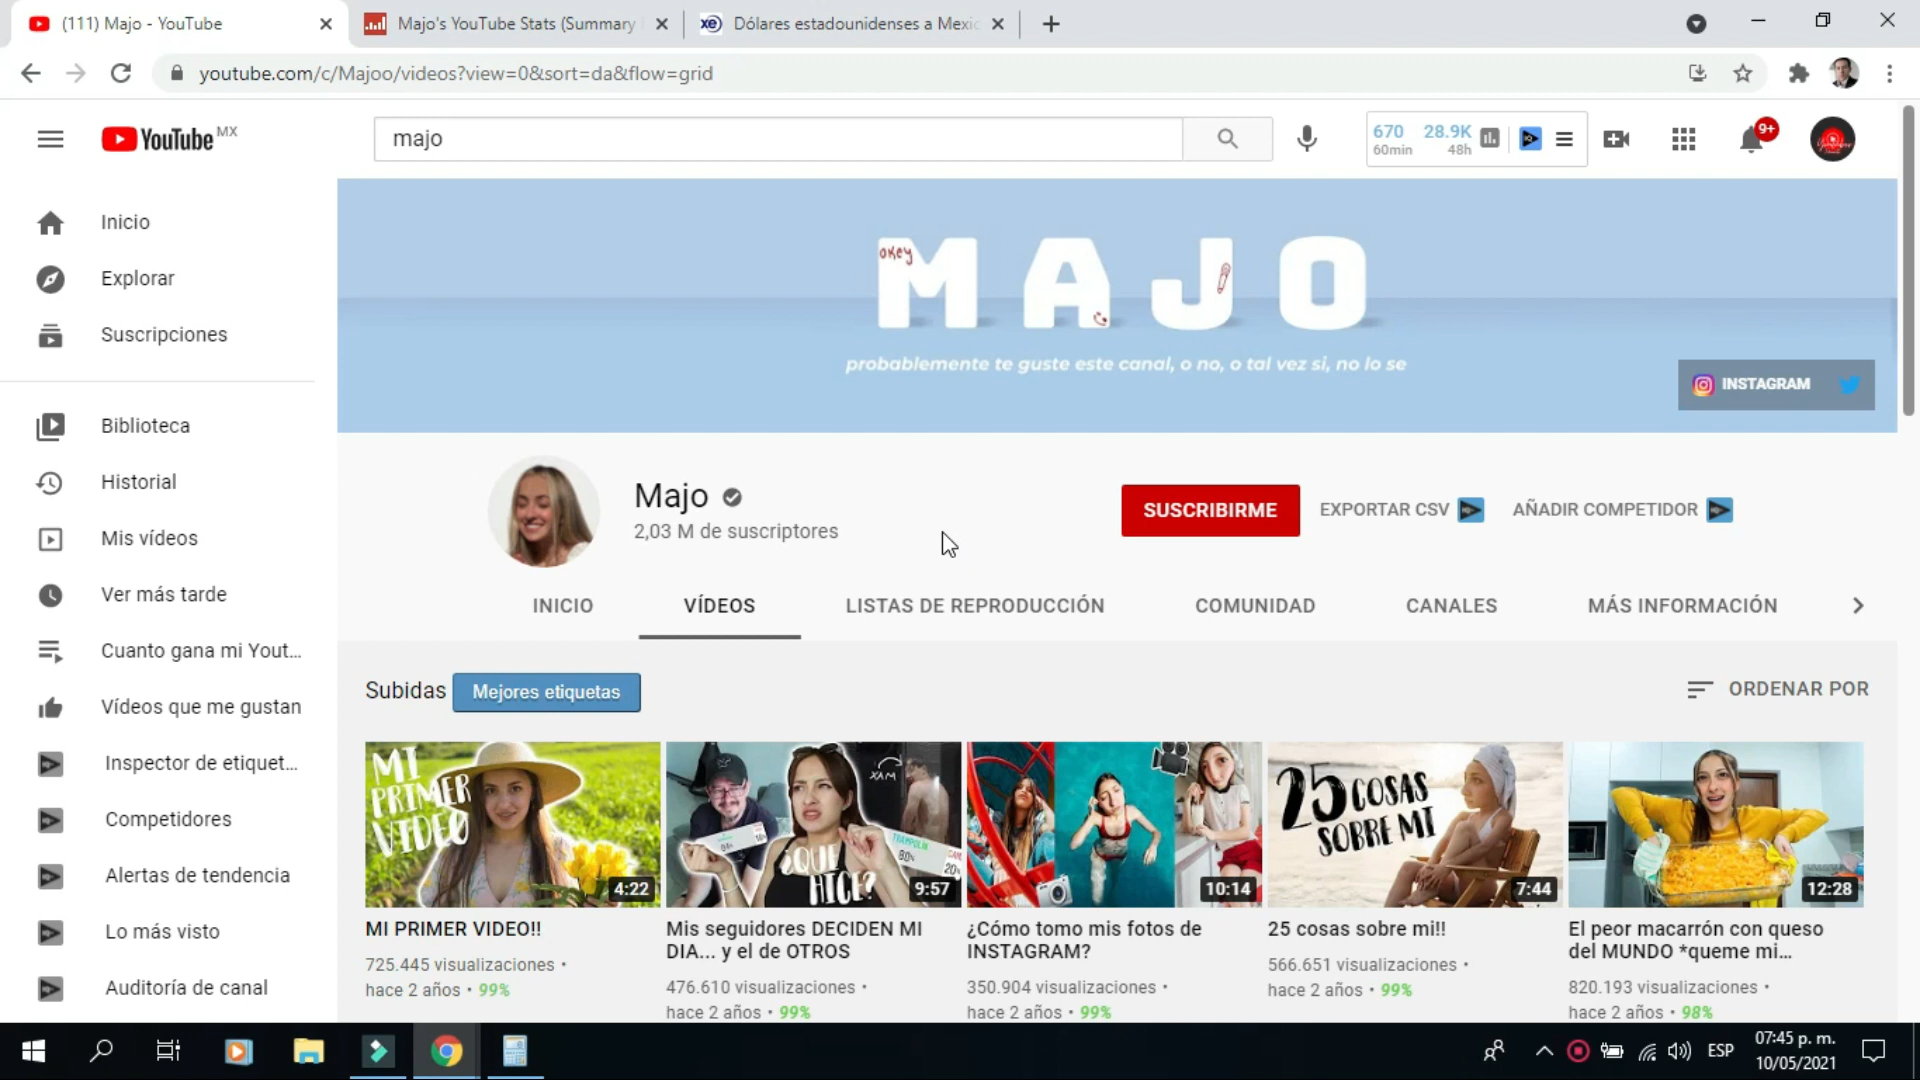 (111) Majo - YouTube
Majo's YouTube Stats (Summary
Dólares estadounidenses a Mexic
youtube.com/c/Majoo/videos?view=0&sort=da&flow=grid
YouTube MX
majo
670 28.9K
60min 48h
9+
Inicio
Explorar
Suscripciones
Biblioteca
Historial
Mis vídeos
Ver más tarde
Cuanto gana mi Yout...
Vídeos que me gustan
Inspector de etiquet...
Competidores
Alertas de tendencia
Lo más visto
Auditoría de canal
okey
MAJO
probablemente te guste este canal, o no, o tal vez si, no lo se
INSTAGRAM
Majo
2,03 M de suscriptores
SUSCRIBIRME
EXPORTAR CSV
AÑADIR COMPETIDOR
INICIO
VÍDEOS
LISTAS DE REPRODUCCIÓN
COMUNIDAD
CANALES
MÁS INFORMACIÓN
Subidas
Mejores etiquetas
ORDENAR POR
MI
PRIMER
VIDEO!
4:22
MI PRIMER VIDEO!!
725.445 visualizaciones •
hace 2 años • 99%
XAM
TRAMPOLIN
80%
20%
¿QUE
HICE?
9:57
Mis seguidores DECIDEN MI
DIA... y el de OTROS
476.610 visualizaciones •
hace 2 años • 99%
10:14
¿Cómo tomo mis fotos de
INSTAGRAM?
350.904 visualizaciones •
hace 2 años • 99%
25 COSAS
SOBRE MI
7:44
25 cosas sobre mi!!
566.651 visualizaciones •
hace 2 años • 99%
12:28
El peor macarrón con queso
del MUNDO *queme mi...
820.193 visualizaciones •
hace 2 años • 98%
ESP
07:45 p. m.
10/05/2021